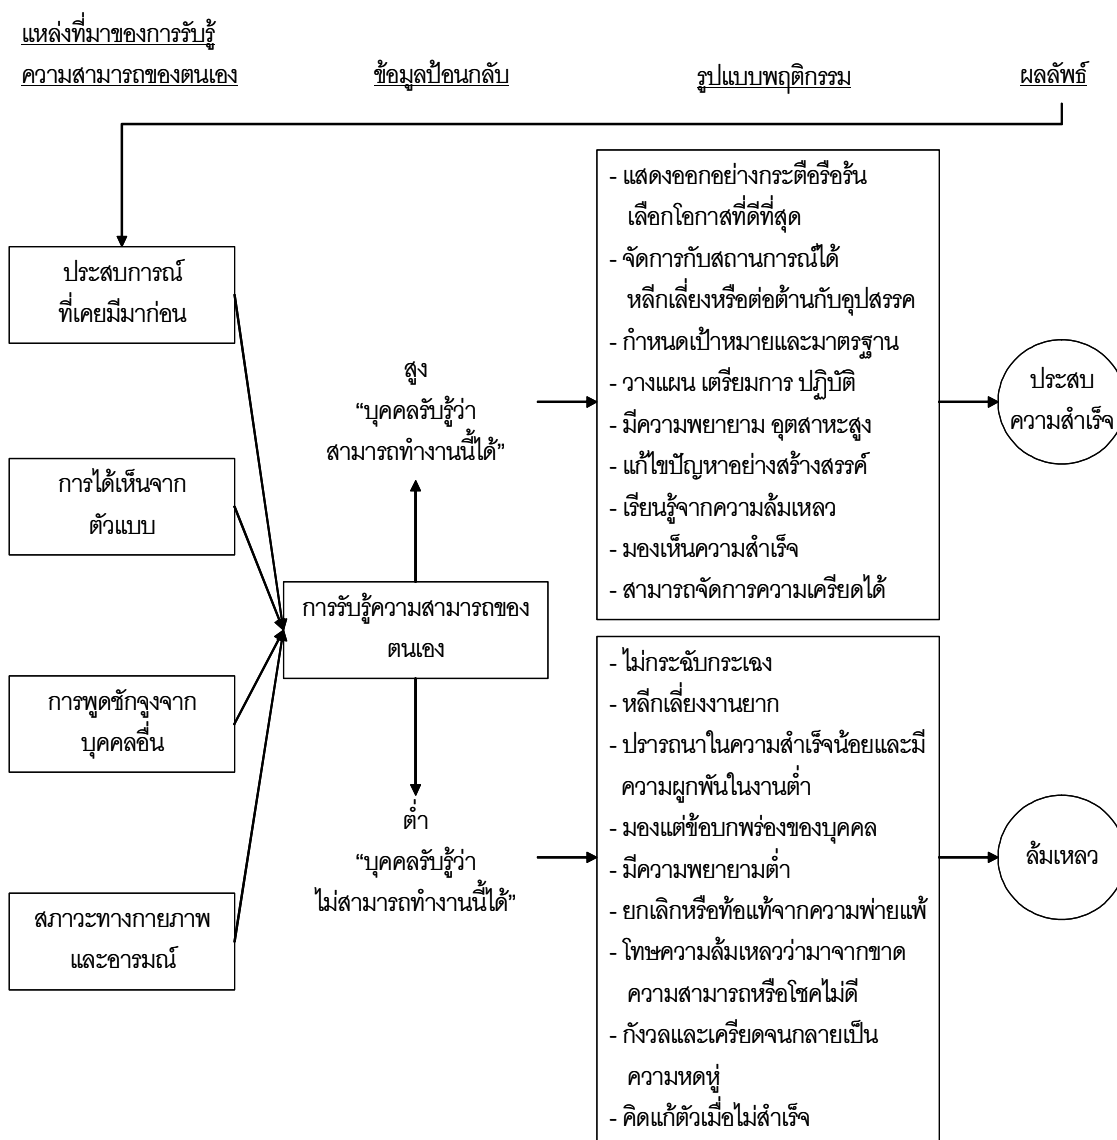 แหล่งที่มาของการรับรู้
ความสามารถของตนเอง
ข้อมูลป้อนกลับ
รูปแบบพฤติกรรม
ผลลัพธ์
ประสบการณ์
ที่เคยมีมาก่อน
การได้เห็นจาก
ตัวแบบ
การพูดชักจูงจาก
บุคคลอื่น
สภาวะทางกายภาพ
และอารมณ์
การรับรู้ความสามารถของ
ตนเอง
สูง
“บุคคลรับรู้ว่า
สามารถทำงานนี้ได้”
ต่ำ
“บุคคลรับรู้ว่า
ไม่สามารถทำงานนี้ได้”
- แสดงออกอย่างกระตือรือร้น
เลือกโอกาสที่ดีที่สุด
- จัดการกับสถานการณ์ได้
หลีกเลี่ยงหรือต่อต้านกับอุปสรรค
- กำหนดเป้าหมายและมาตรฐาน
- วางแผน เตรียมการ ปฏิบัติ
- มีความพยายาม อุตสาหะสูง
- แก้ไขปัญหาอย่างสร้างสรรค์
- เรียนรู้จากความล้มเหลว
- มองเห็นความสำเร็จ
- สามารถจัดการความเครียดได้
ประสบ
ความสำเร็จ
- ไม่กระฉับกระเฉง
- หลีกเลี่ยงงานยาก
- ปรารถนาในความสำเร็จน้อยและมี
ความผูกพันในงานต่ำ
- มองแต่ข้อบกพร่องของบุคคล
- มีความพยายามต่ำ
- ยกเลิกหรือท้อแท้จากความพ่ายแพ้
- โทษความล้มเหลวว่ามาจากขาด
ความสามารถหรือโชคไม่ดี
- กังวลและเครียดจนกลายเป็น
ความหดหู่
- คิดแก้ตัวเมื่อไม่สำเร็จ
ล้มเหลว